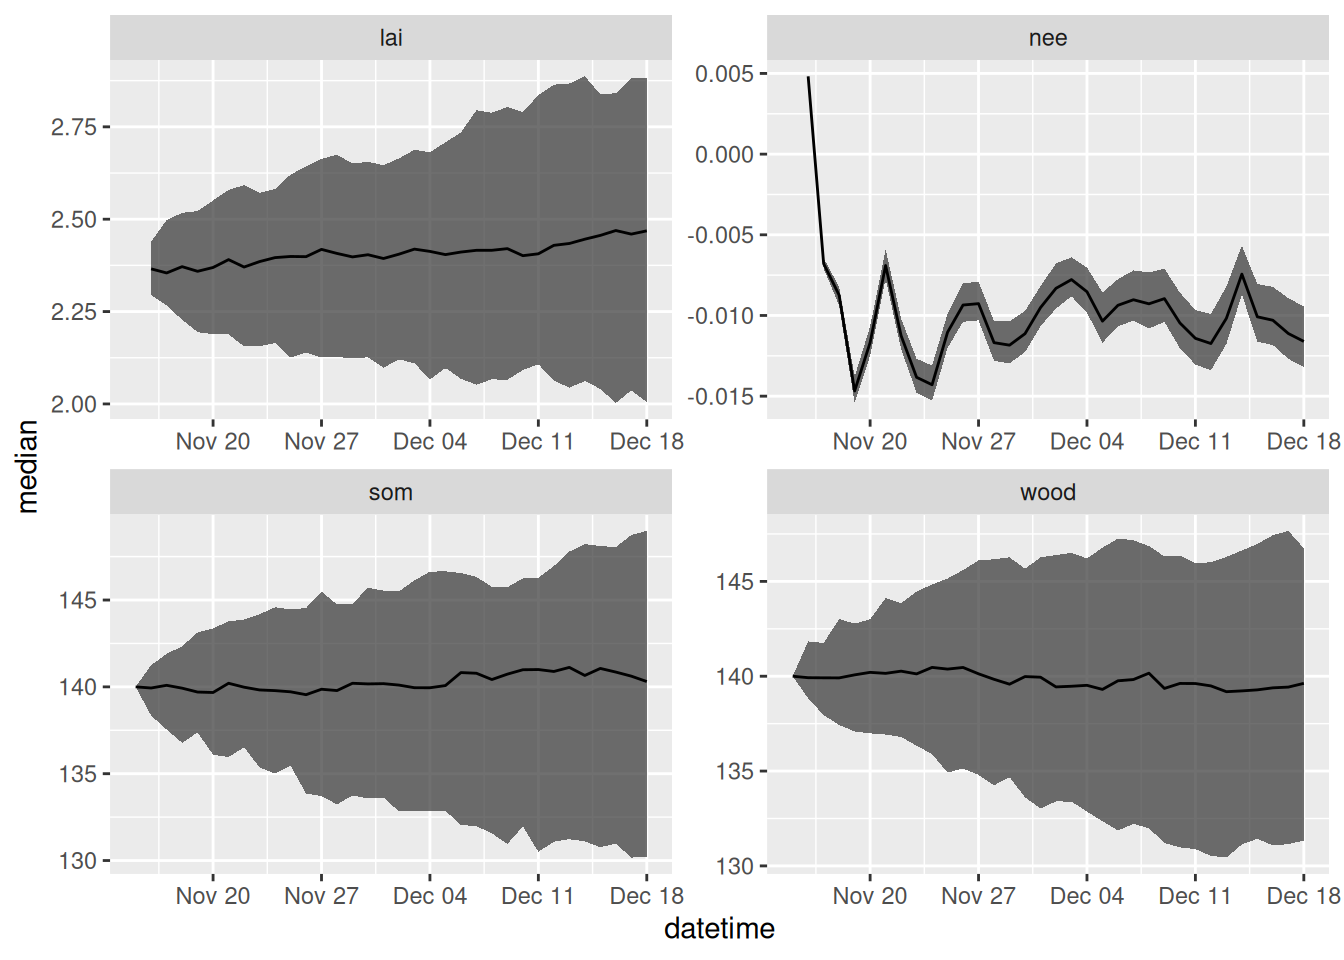 lai
nee
2.75
2.50
2.25
2.00
0.005
0.000
-0.005
-0.010
-0.015
Nov 20 Nov 27 Dec 04 Dec 11 Dec 18
Nov 20 Nov 27 Dec 04 Dec 11 Dec 18
median
som
wood
145
140
135
130
145
140
135
130
Nov 20 Nov 27 Dec 04 Dec 11 Dec 18
Nov 20 Nov 27 Dec 04 Dec 11 Dec 18
datetime